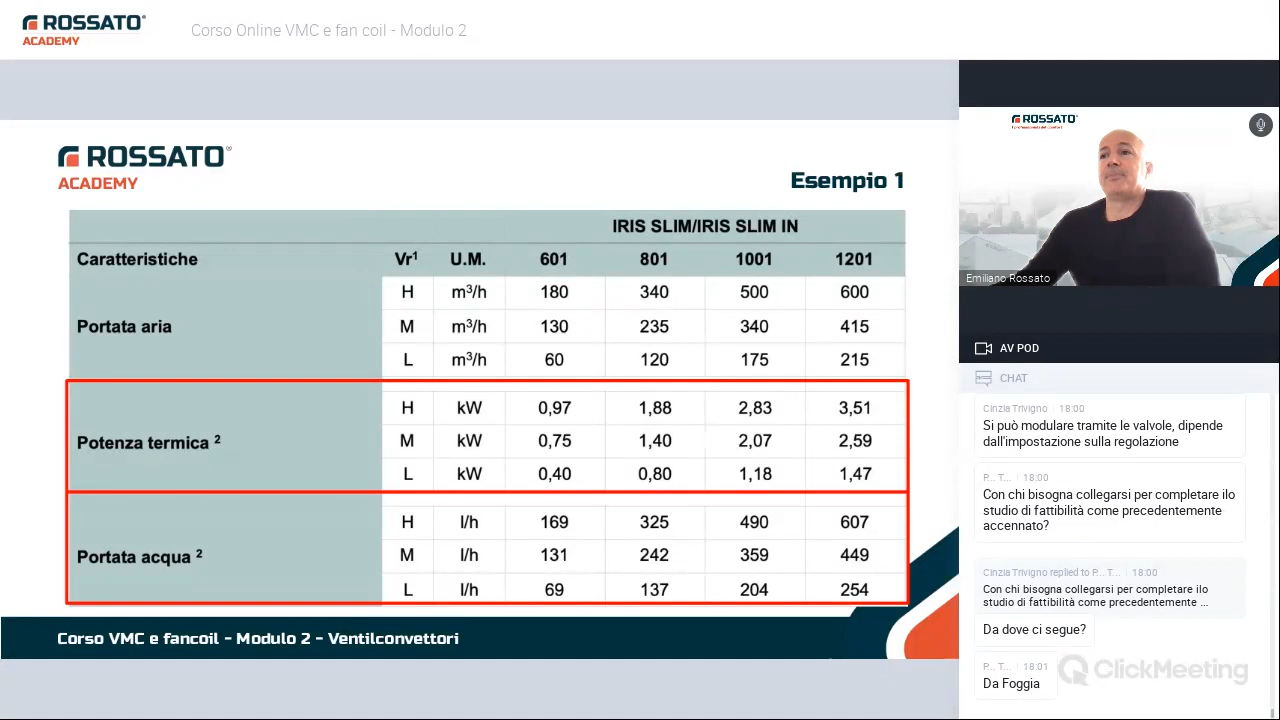 ROSSATO®
ACADEMY
Corso Online VMC e fan coil - Modulo 2
ROSSATO®
ACADEMY
Esempio 1
IRIS SLIM/IRIS SLIM IN
Caratteristiche Vr¹ U.M. 601 801 1001 1201
Portata aria
H m³/h 180 340 500 600
M m³/h 130 235 340 415
L m³/h 60 120 175 215
Potenza termica ²
H kW 0,97 1,88 2,83 3,51
M kW 0,75 1,40 2,07 2,59
L kW 0,40 0,80 1,18 1,47
Portata acqua ²
H l/h 169 325 490 607
M l/h 131 242 359 449
L l/h 69 137 204 254
Corso VMC e fancoil - Modulo 2 - Ventilconvettori
ROSSATO®
I professionisti del comfort
Emiliano Rossato
AV POD
CHAT
Cinzia Trivigno 18:00
Si può modulare tramite le valvole, dipende
dall'impostazione sulla regolazione
P... T... 18:00
Con chi bisogna collegarsi per completare ilo
studio di fattibilità come precedentemente
accennato?
Cinzia Trivigno replied to P... T... 18:00
Con chi bisogna collegarsi per completare ilo
studio di fattibilità come precedentemente ...
Da dove ci segue?
P... T... 18:01
Da Foggia
ClickMeeting